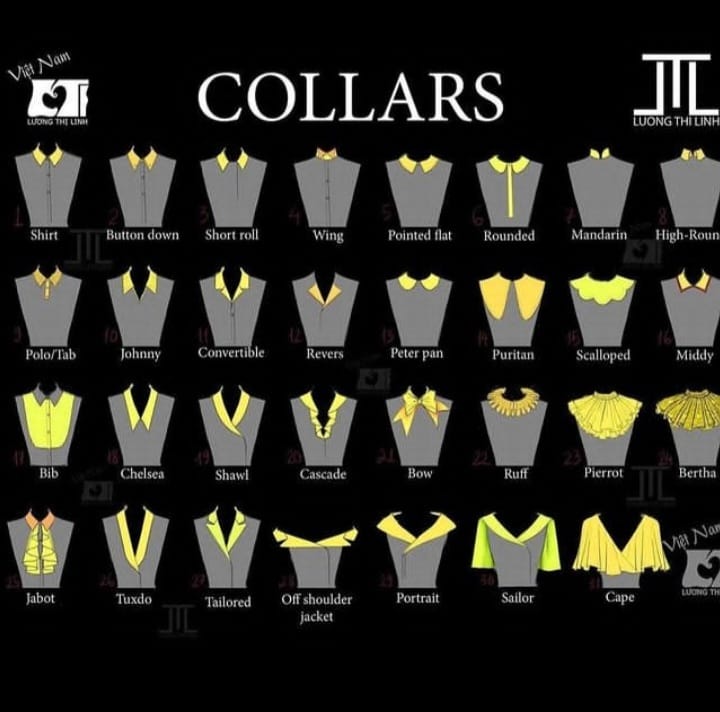 Việt Nam
LƯƠNG THỊ LINH
COLLARS
LUONG THI LINH
1 2 3 4 5 6 7 8
Shirt Button down Short roll Wing Pointed flat Rounded Mandarin High-Roun
9 10 11 12 13 14 15 16
Polo/Tab Johnny Convertible Revers Peter pan Puritan Scalloped Middy
17 18 19 20 21 22 23 24
Bib Chelsea Shawl Cascade Bow Ruff Pierrot Bertha
25 26 27 28 29 30 31
Việt Nam
LƯƠNG TH
Jabot Tuxdo Tailored Off shoulder Portrait Sailor Cape
jacket